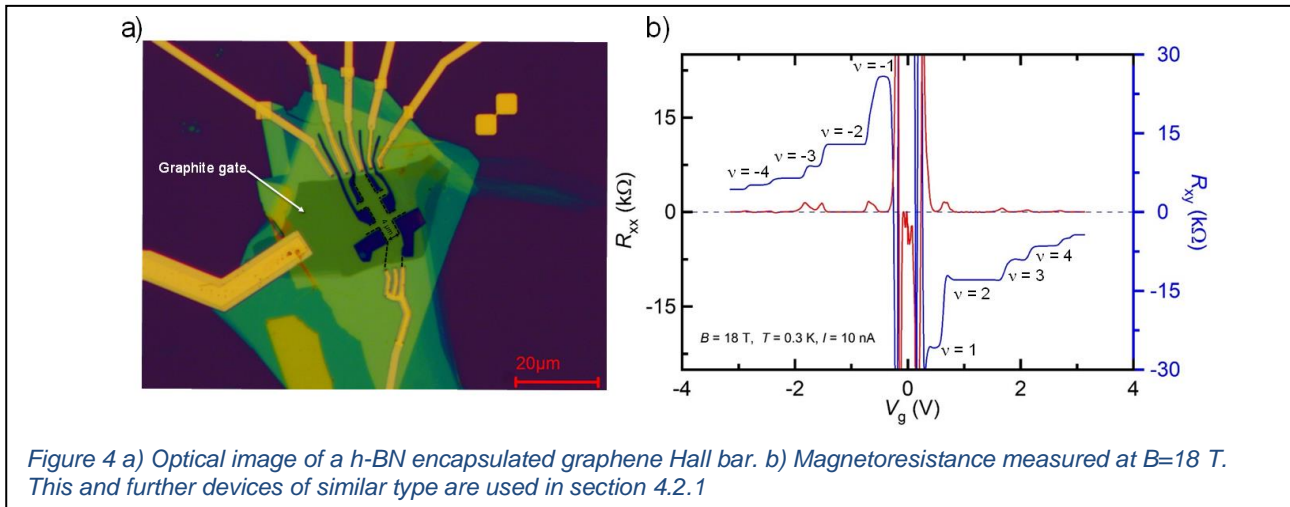 a)
Graphite gate
4 µm
20µm
b)
30
15
0
-15
-30
R_xy (kΩ)
15
0
-15
R_xx (kΩ)
ν = -1
ν = -2
ν = -3
ν = -4
ν = 4
ν = 3
ν = 2
ν = 1
B = 18 T, T = 0.3 K, I = 10 nA
-4
-2
0
2
4
V_g (V)
Figure 4 a) Optical image of a h-BN encapsulated graphene Hall bar. b) Magnetoresistance measured at B=18 T.
This and further devices of similar type are used in section 4.2.1